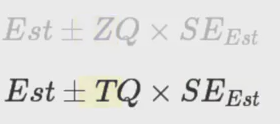 Est ± ZQ × SE_Est
Est ± TQ × SE_Est